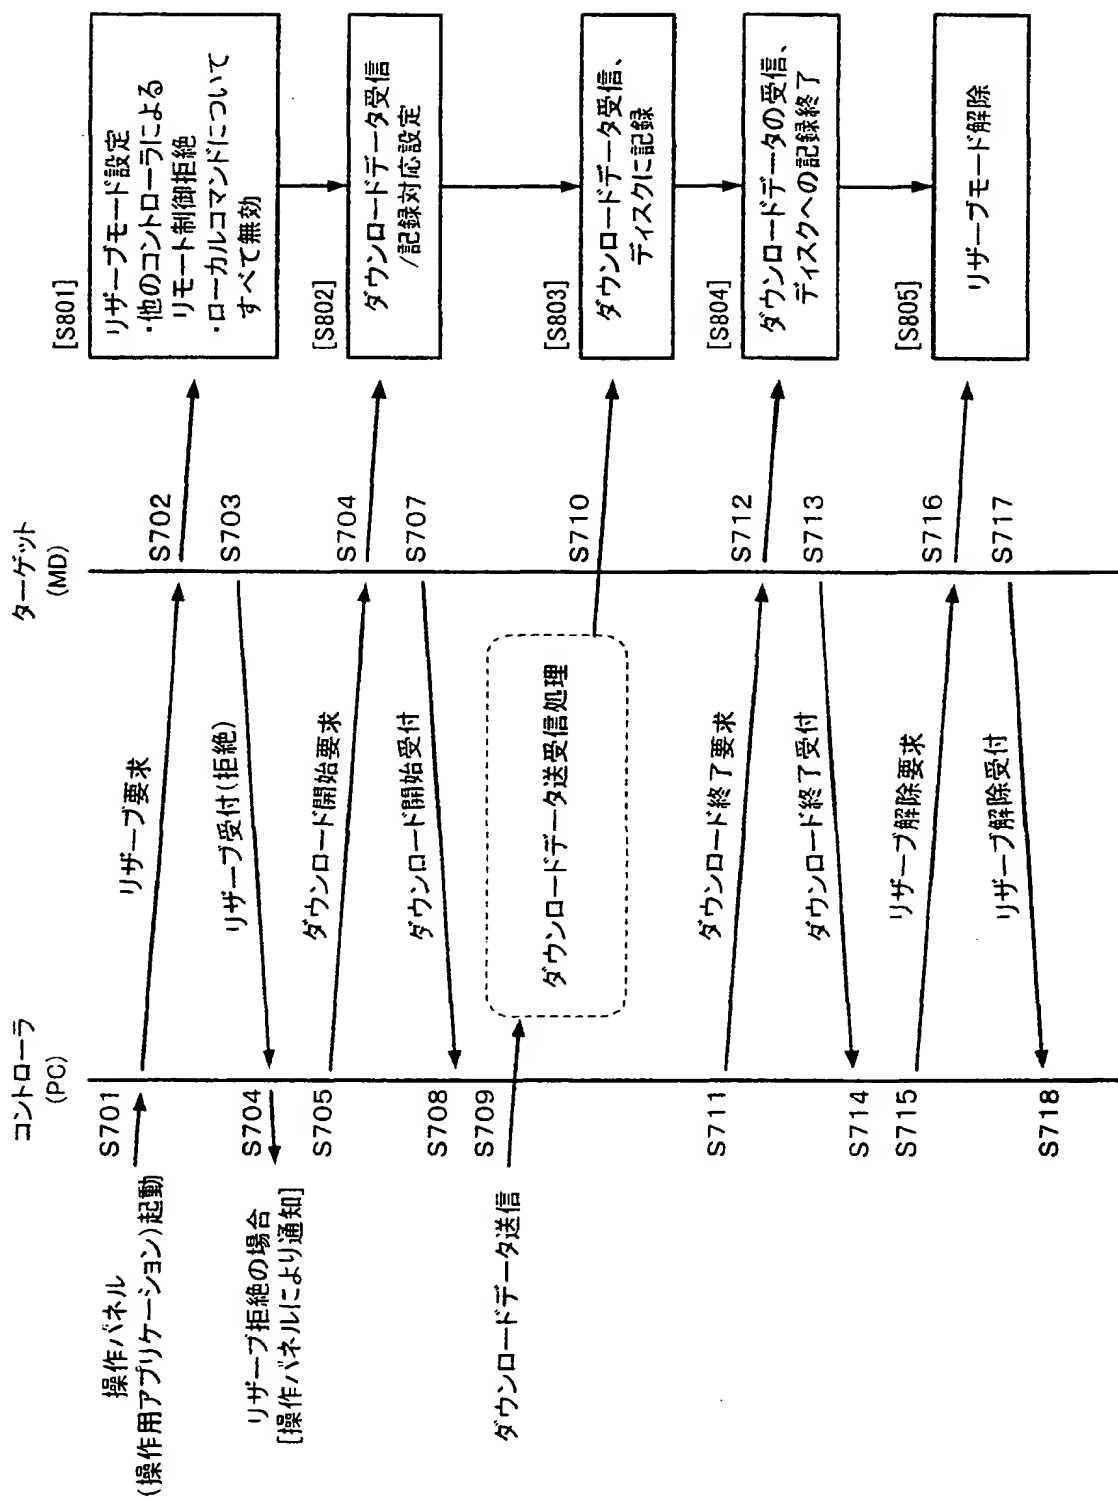 コントローラ
(PC)
ターゲット
(MD)
操作パネル
(操作用アプリケーション)起動
S701
リザーブ要求
S702
[S801]
リザーブモード設定
・他のコントローラによる
リモート制御拒絶
・ローカルコマンドについて
すべて無効
S703
リザーブ受付(拒絶)
S704
リザーブ拒絶の場合
[操作パネルにより通知]
S705
ダウンロード開始要求
S704
[S802]
ダウンロードデータ受信
/記録対応設定
S707
ダウンロード開始受付
S708
S709
ダウンロードデータ送信
ダウンロードデータ送受信処理
S710
[S803]
ダウンロードデータ受信、
ディスクに記録
S711
ダウンロード終了要求
S712
[S804]
ダウンロードデータの受信、
ディスクへの記録終了
S713
ダウンロード終了受付
S714
S715
リザーブ解除要求
S716
[S805]
リザーブモード解除
S717
リザーブ解除受付
S718